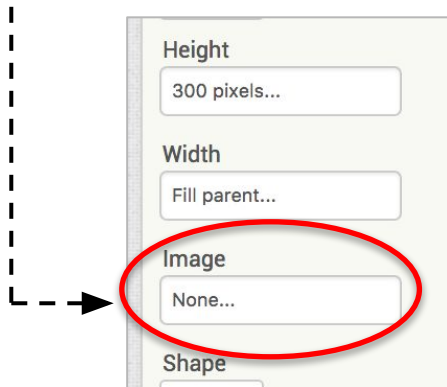 Height
300 pixels...
Width
Fill parent...
Image
None...
Shape